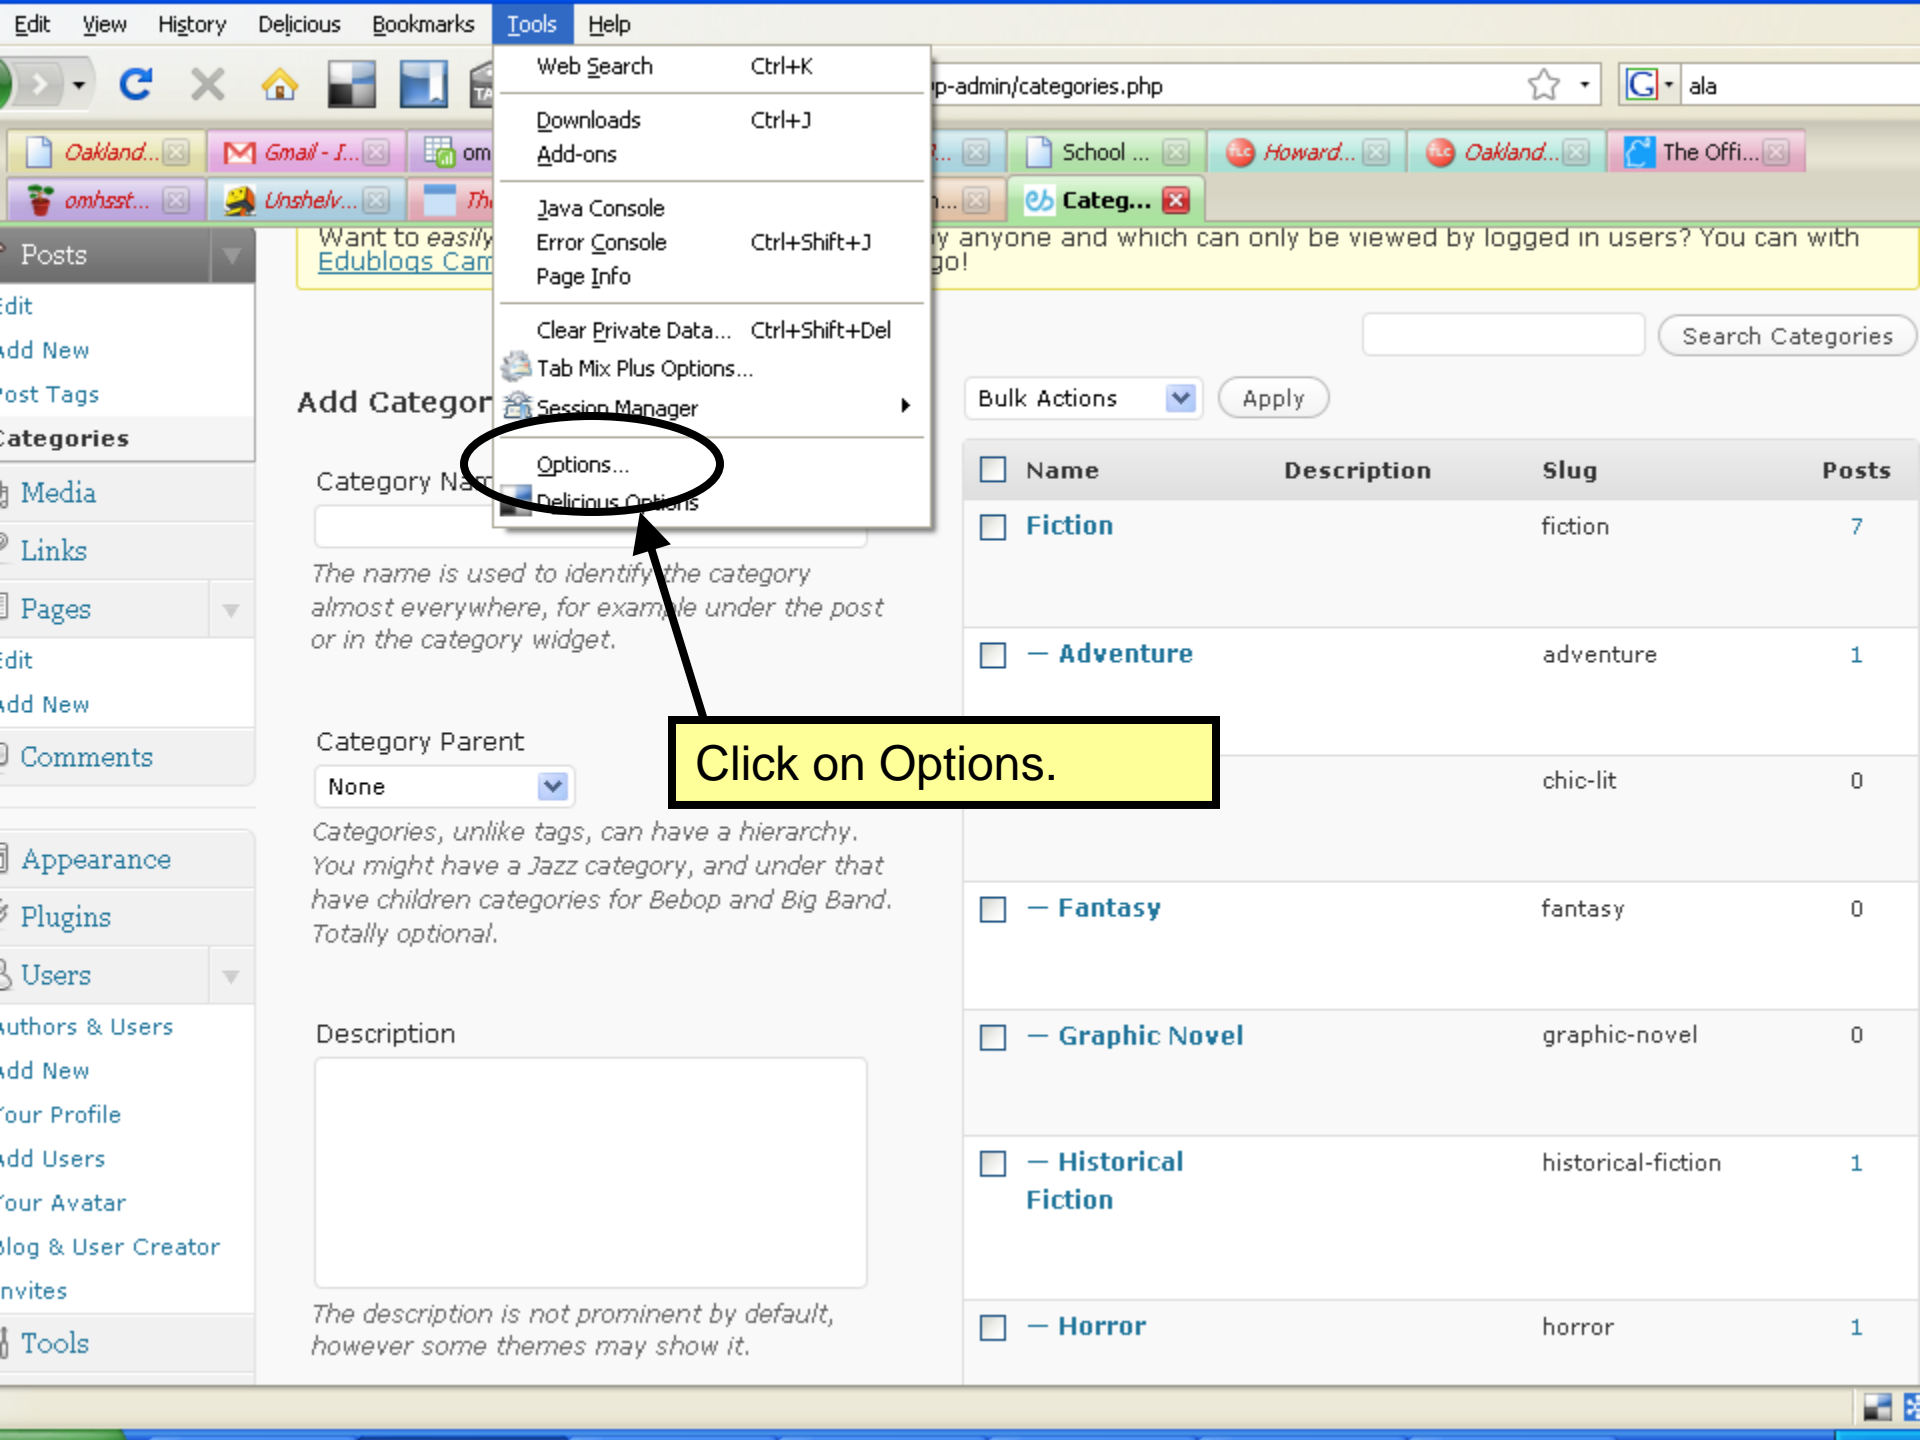 Edit View History Delicious Bookmarks Tools Help
p-admin/categories.php
ala
Oakland... Gmail - J... om School ... Howard... Oakland... The Offi...
omhsst... Unshelv... Categ...
Web Search Ctrl+K
Downloads Ctrl+J
Add-ons
Java Console
Error Console Ctrl+Shift+J
Page Info
Clear Private Data... Ctrl+Shift+Del
Tab Mix Plus Options...
Session Manager
Options...
Delicious Options
Want to easily y anyone and which can only be viewed by logged in users? You can with
Edublogs Cam go!
Posts
Edit
Add New
Post Tags
Categories
Media
Links
Pages
Edit
Add New
Comments
Appearance
Plugins
Users
Authors & Users
Add New
Your Profile
Add Users
Your Avatar
Blog & User Creator
Invites
Tools
Add Categor
Category Nam
The name is used to identify the category
almost everywhere, for example under the post
or in the category widget.
Category Parent
None
Categories, unlike tags, can have a hierarchy.
You might have a Jazz category, and under that
have children categories for Bebop and Big Band.
Totally optional.
Description
The description is not prominent by default,
however some themes may show it.
Click on Options.
Search Categories
Bulk Actions Apply
Name Description Slug Posts
Fiction fiction 7
— Adventure adventure 1
chic-lit 0
— Fantasy fantasy 0
— Graphic Novel graphic-novel 0
— Historical historical-fiction 1
Fiction
— Horror horror 1